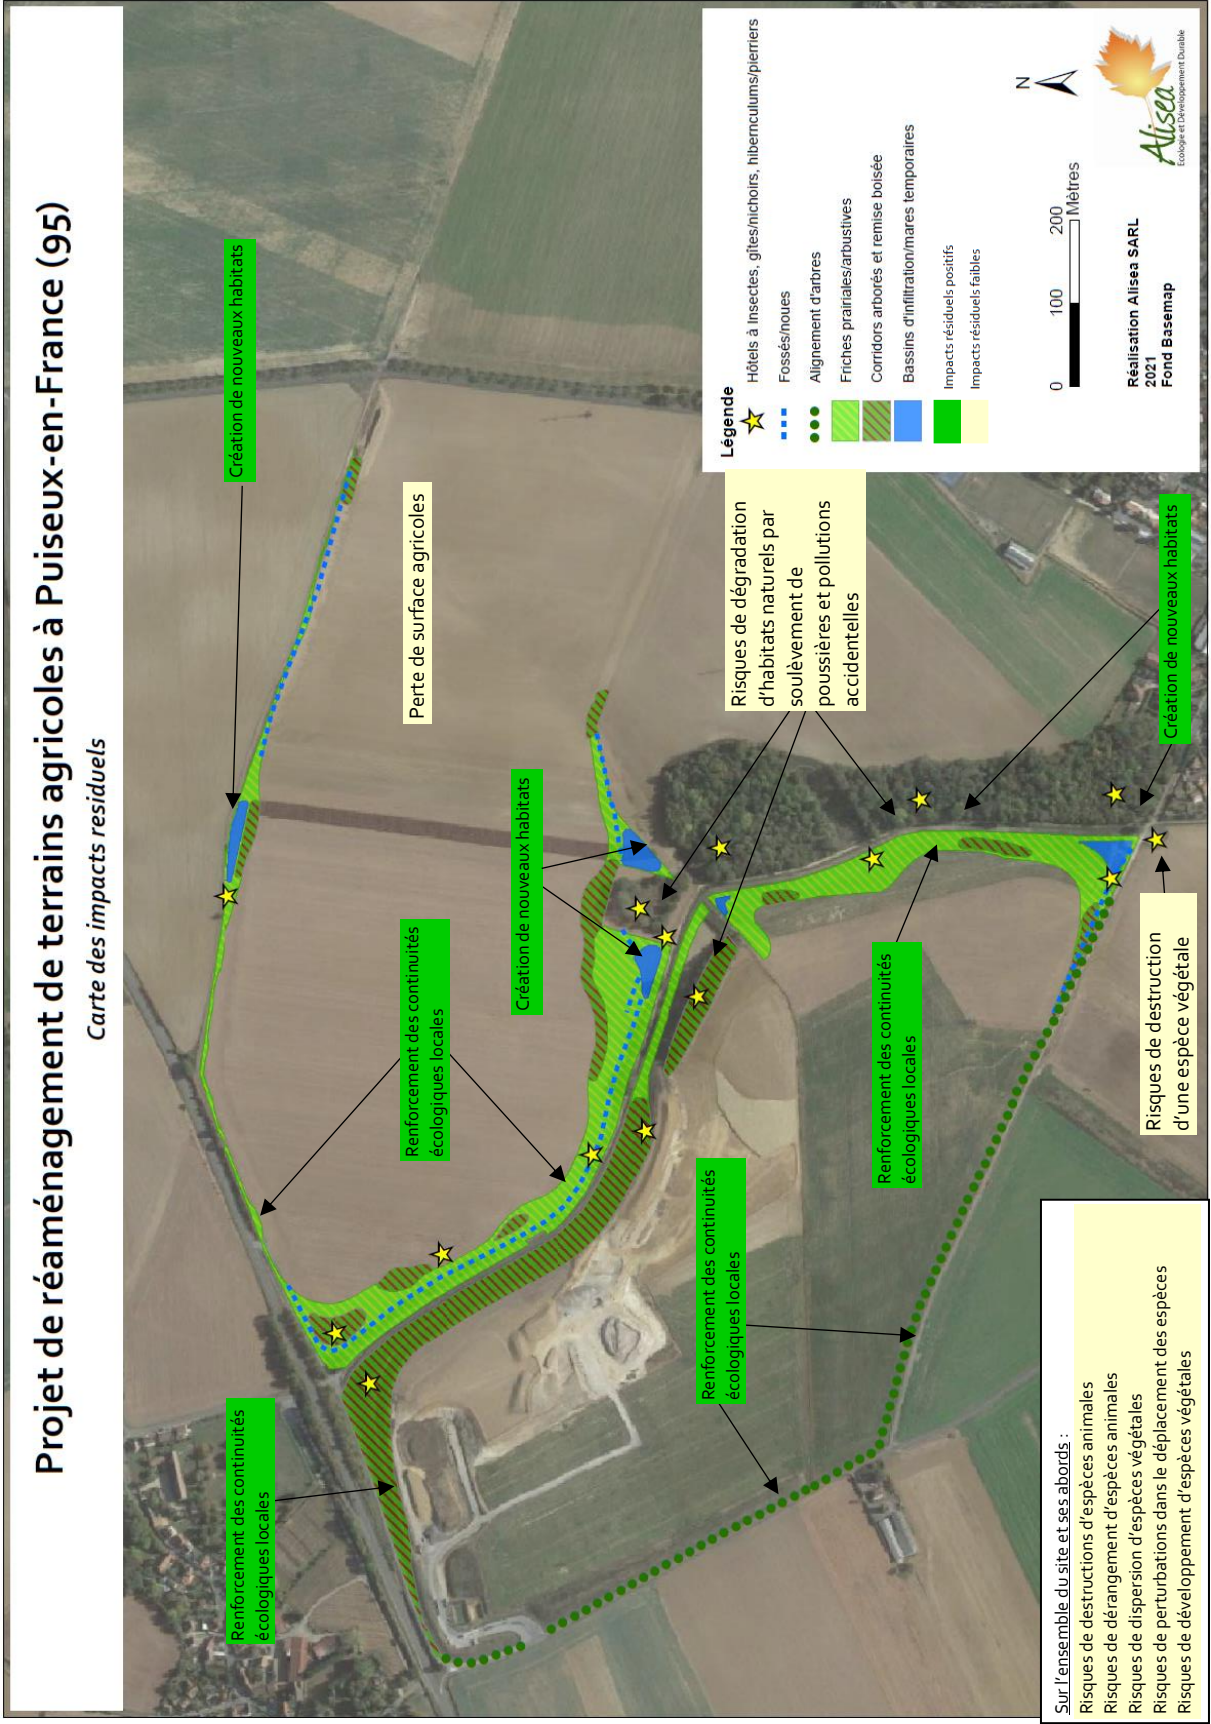 Projet de réaménagement de terrains agricoles à Puiseux-en-France (95)
Carte des impacts residuels
Renforcement des continuités
écologiques locales
Renforcement des continuités
écologiques locales
Création de nouveaux habitats
Perte de surface agricoles
Création de nouveaux habitats
Renforcement des continuités
écologiques locales
Renforcement des continuités
écologiques locales
Risques de dégradation
d'habitats naturels par
soulèvement de
poussières et pollutions
accidentelles
Création de nouveaux habitats
Risques de destruction
d'une espèce végétale
Sur l'ensemble du site et ses abords :
Risques de destructions d'espèces animales
Risques de dérangement d'espèces animales
Risques de dispersion d'espèces végétales
Risques de perturbations dans le déplacement des espèces
Risques de développement d'espèces végétales
Légende
Hôtels à Insectes, gîtes/nichoirs, hibernculums/pierriers
Fossés/noues
Alignement d'arbres
Friches prairiales/arbustives
Corridors arborés et remise boisée
Bassins d'infiltration/mares temporaires
Impacts résiduels positifs
Impacts résiduels faibles
N
0 100 200
Mètres
Réalisation Alisea SARL
2021
Fond Basemap
Alisea
Ecologie et Développement Durable